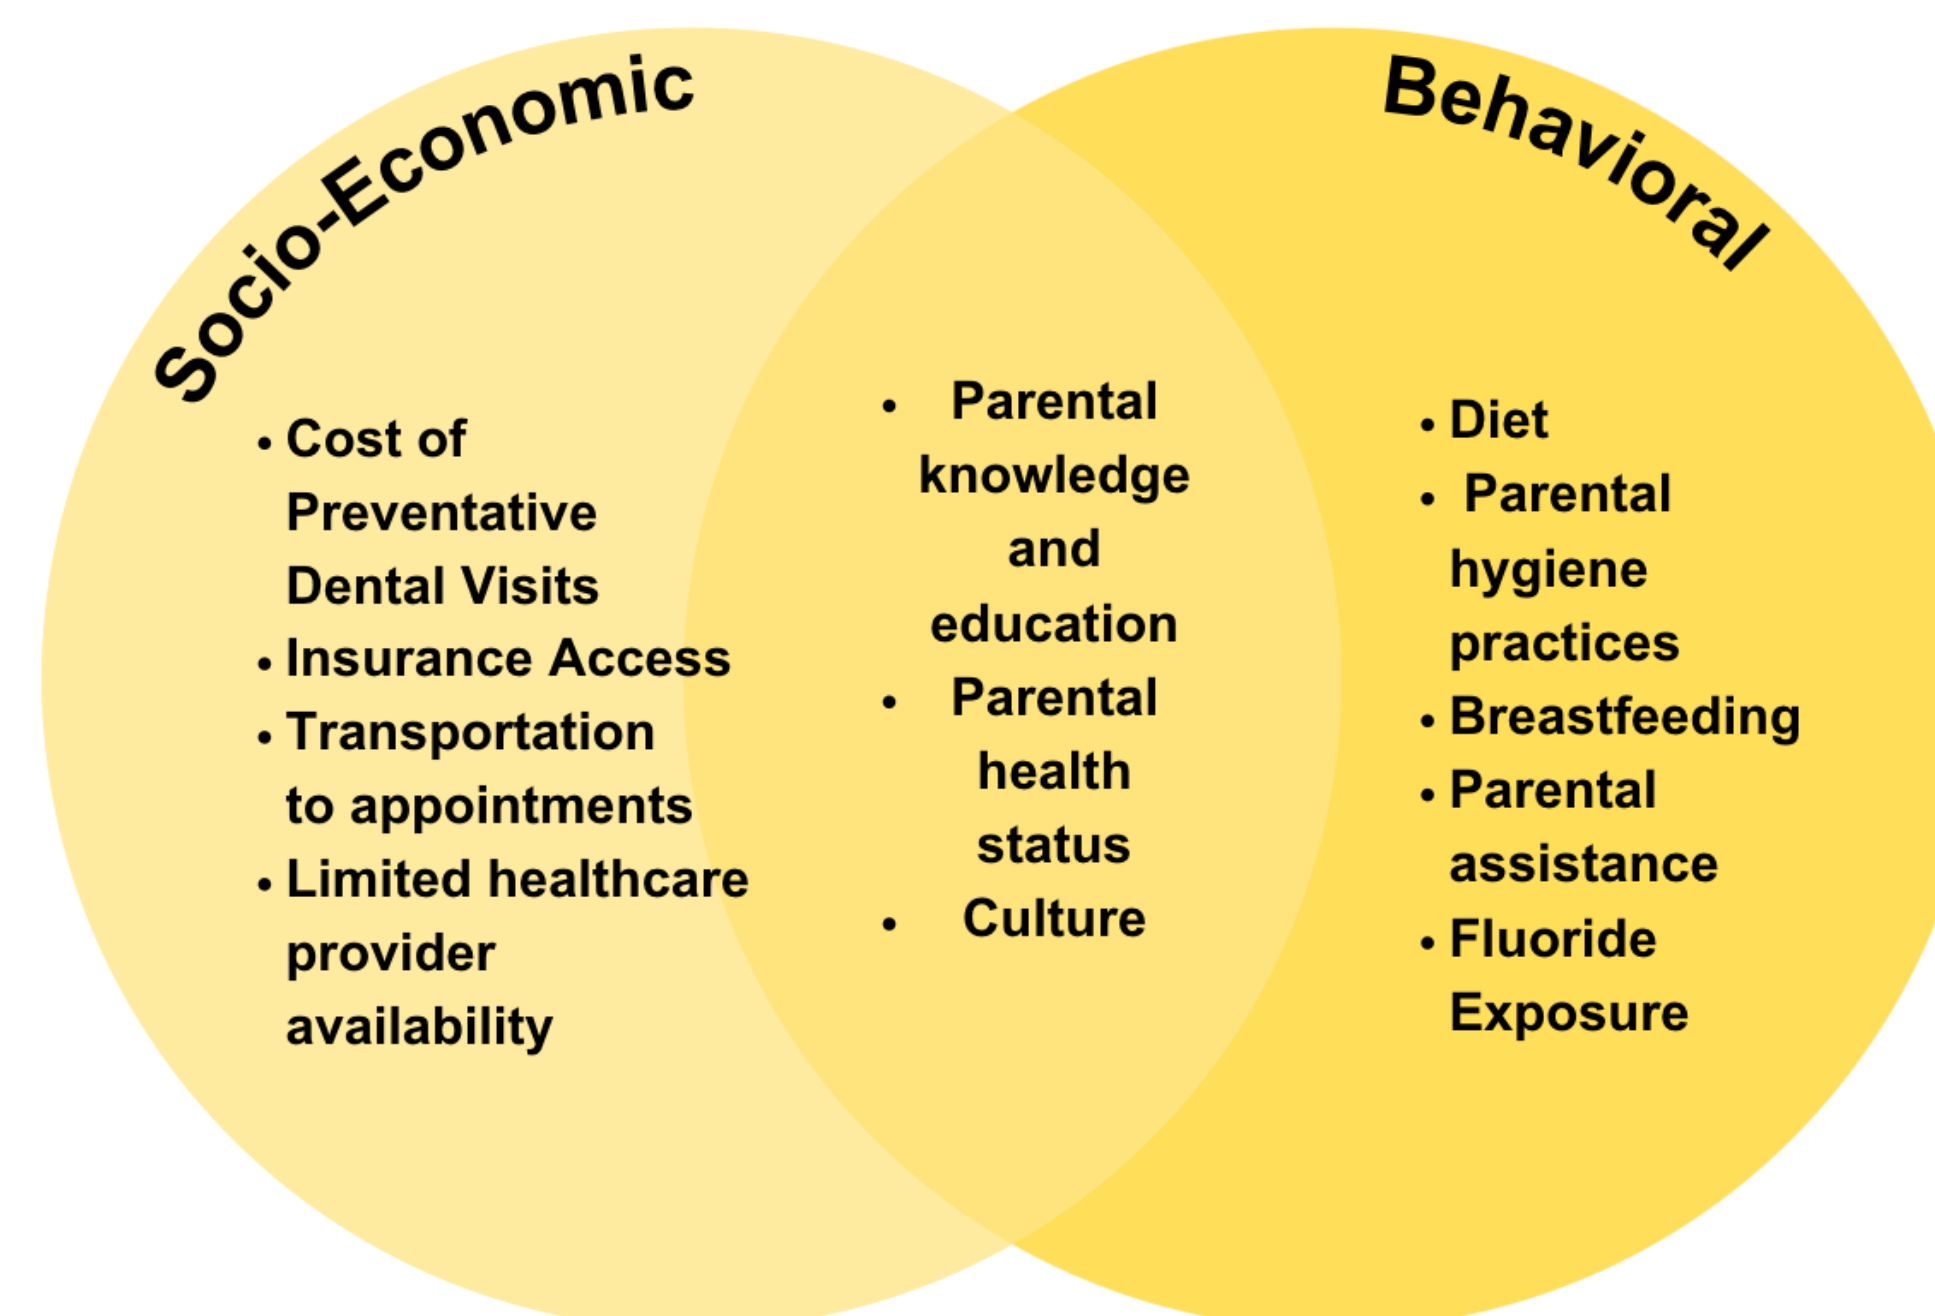 Socio-Economic
• Cost of
Preventative
Dental Visits
• Insurance Access
• Transportation
to appointments
• Limited healthcare
provider
availability
• Parental
knowledge
and
education
• Parental
health
status
• Culture
Behavioral
• Diet
• Parental
hygiene
practices
• Breastfeeding
• Parental
assistance
• Fluoride
Exposure